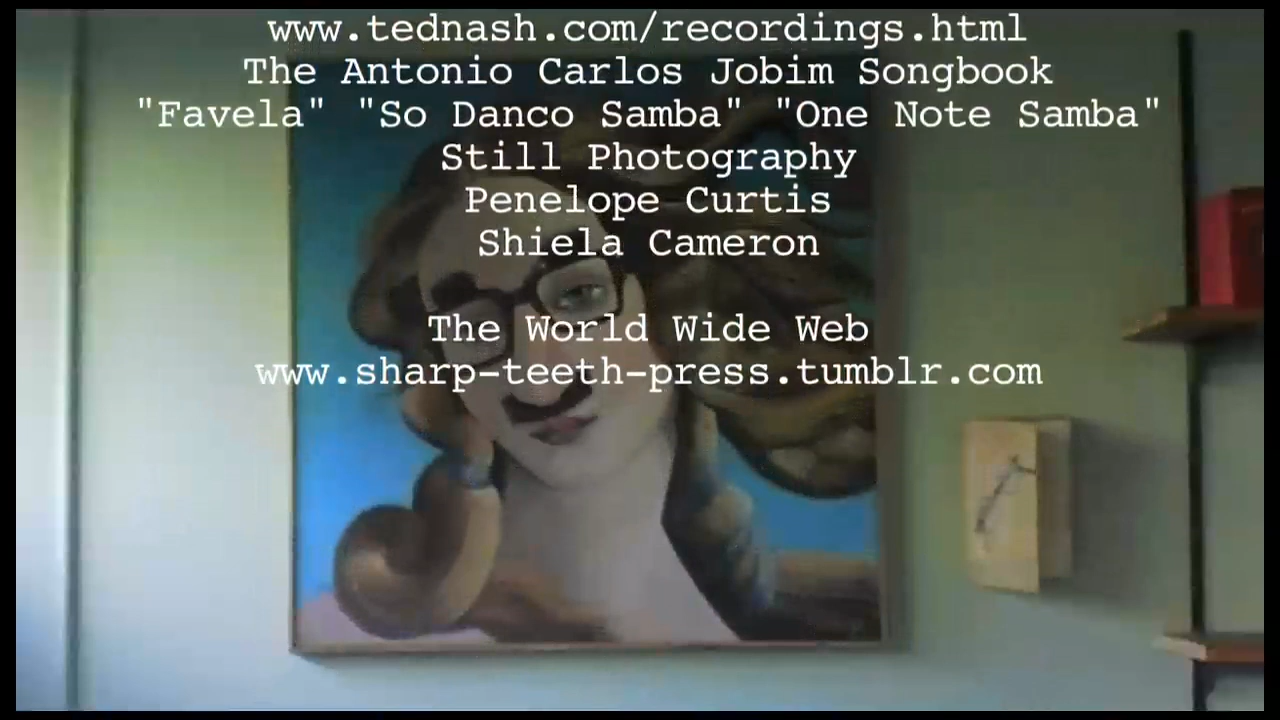 www.tednash.com/recordings.html
The Antonio Carlos Jobim Songbook
"Favela" "So Danco Samba" "One Note Samba"
Still Photography
Penelope Curtis
Shiela Cameron
The World Wide Web
www.sharp-teeth-press.tumblr.com